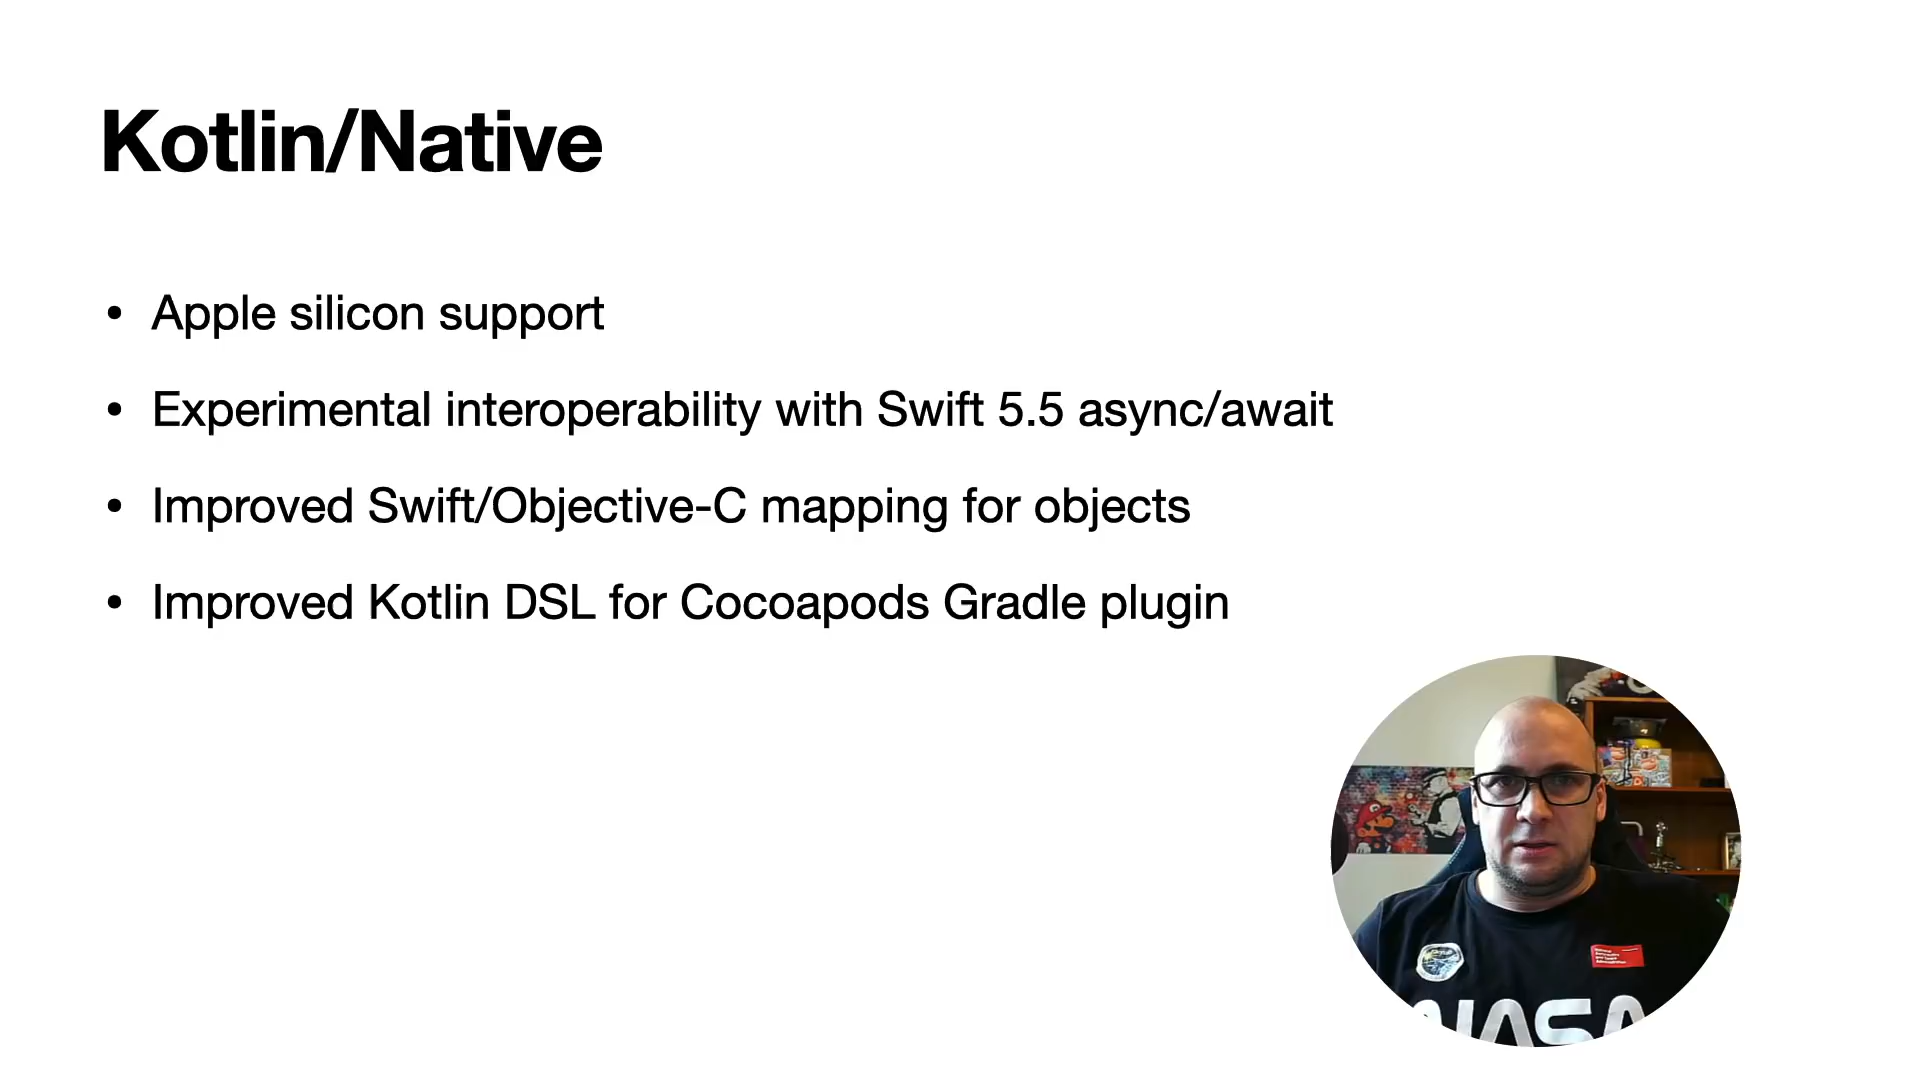 Kotlin/Native
• Apple silicon support
• Experimental interoperability with Swift 5.5 async/await
• Improved Swift/Objective-C mapping for objects
• Improved Kotlin DSL for Cocoapods Gradle plugin
NASA